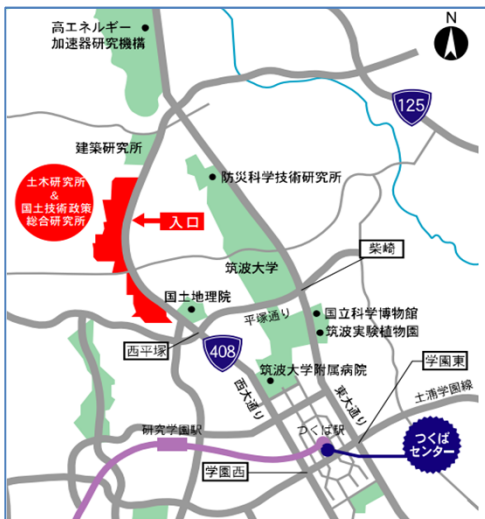 高エネルギー
加速器研究機構
N
125
建築研究所
土木研究所
&
国土技術政策
総合研究所
防災科学技術研究所
入口
筑波大学
柴崎
国土地理院
平塚通り
国立科学博物館
筑波実験植物園
西平塚
408
筑波大学附属病院
学園東
西大通り
東大通り
土浦学園線
研究学園駅
つくば駅
つくば
センター
学園西